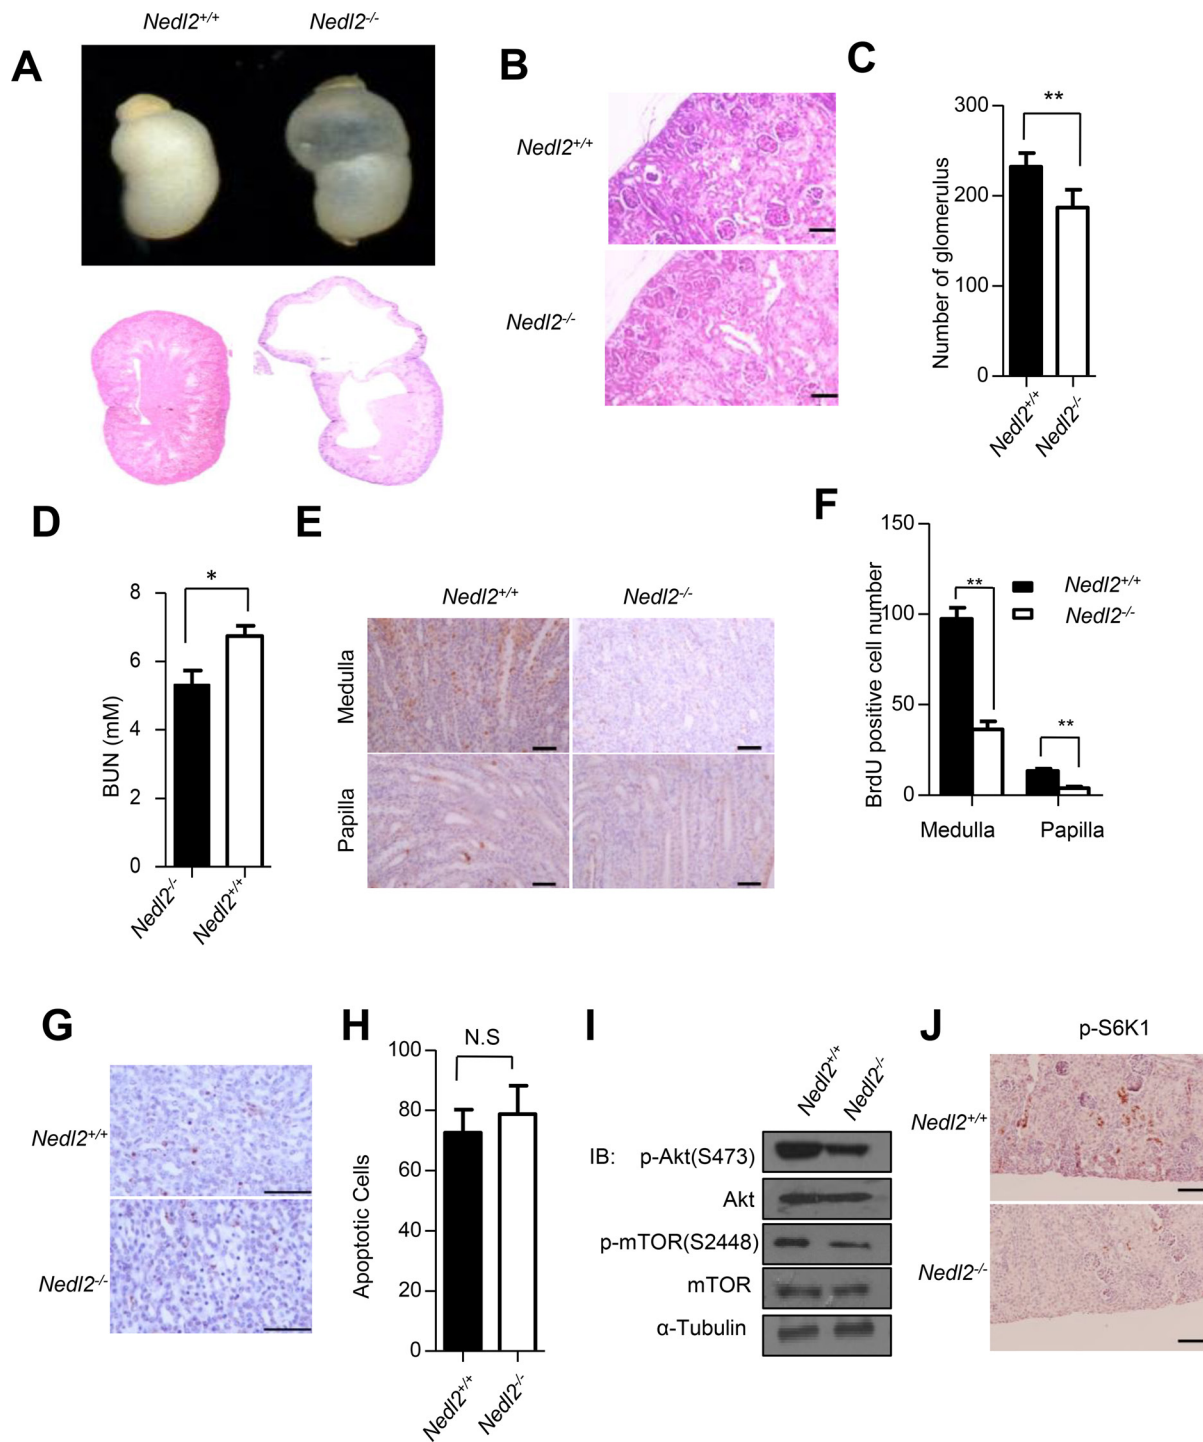 Nedl2+/+ Nedl2-/-
A
B
Nedl2+/+
Nedl2-/-
C
300
200
100
0
Number of glomerulus
**
Nedl2+/+
Nedl2-/-
D
8
6
4
2
0
BUN (mM)
*
Nedl2-/-
Nedl2+/+
E
Nedl2+/+ Nedl2-/-
Medulla
Papilla
F
150
100
50
0
BrdU positive cell number
**
**
Nedl2+/+
Nedl2-/-
Medulla Papilla
G
Nedl2+/+
Nedl2-/-
H
N.S
100
80
60
40
20
0
Apoptotic Cells
Nedl2+/+
Nedl2-/-
I
Nedl2+/+
Nedl2-/-
IB: p-Akt(S473)
Akt
p-mTOR(S2448)
mTOR
α-Tubulin
J
p-S6K1
Nedl2+/+
Nedl2-/-